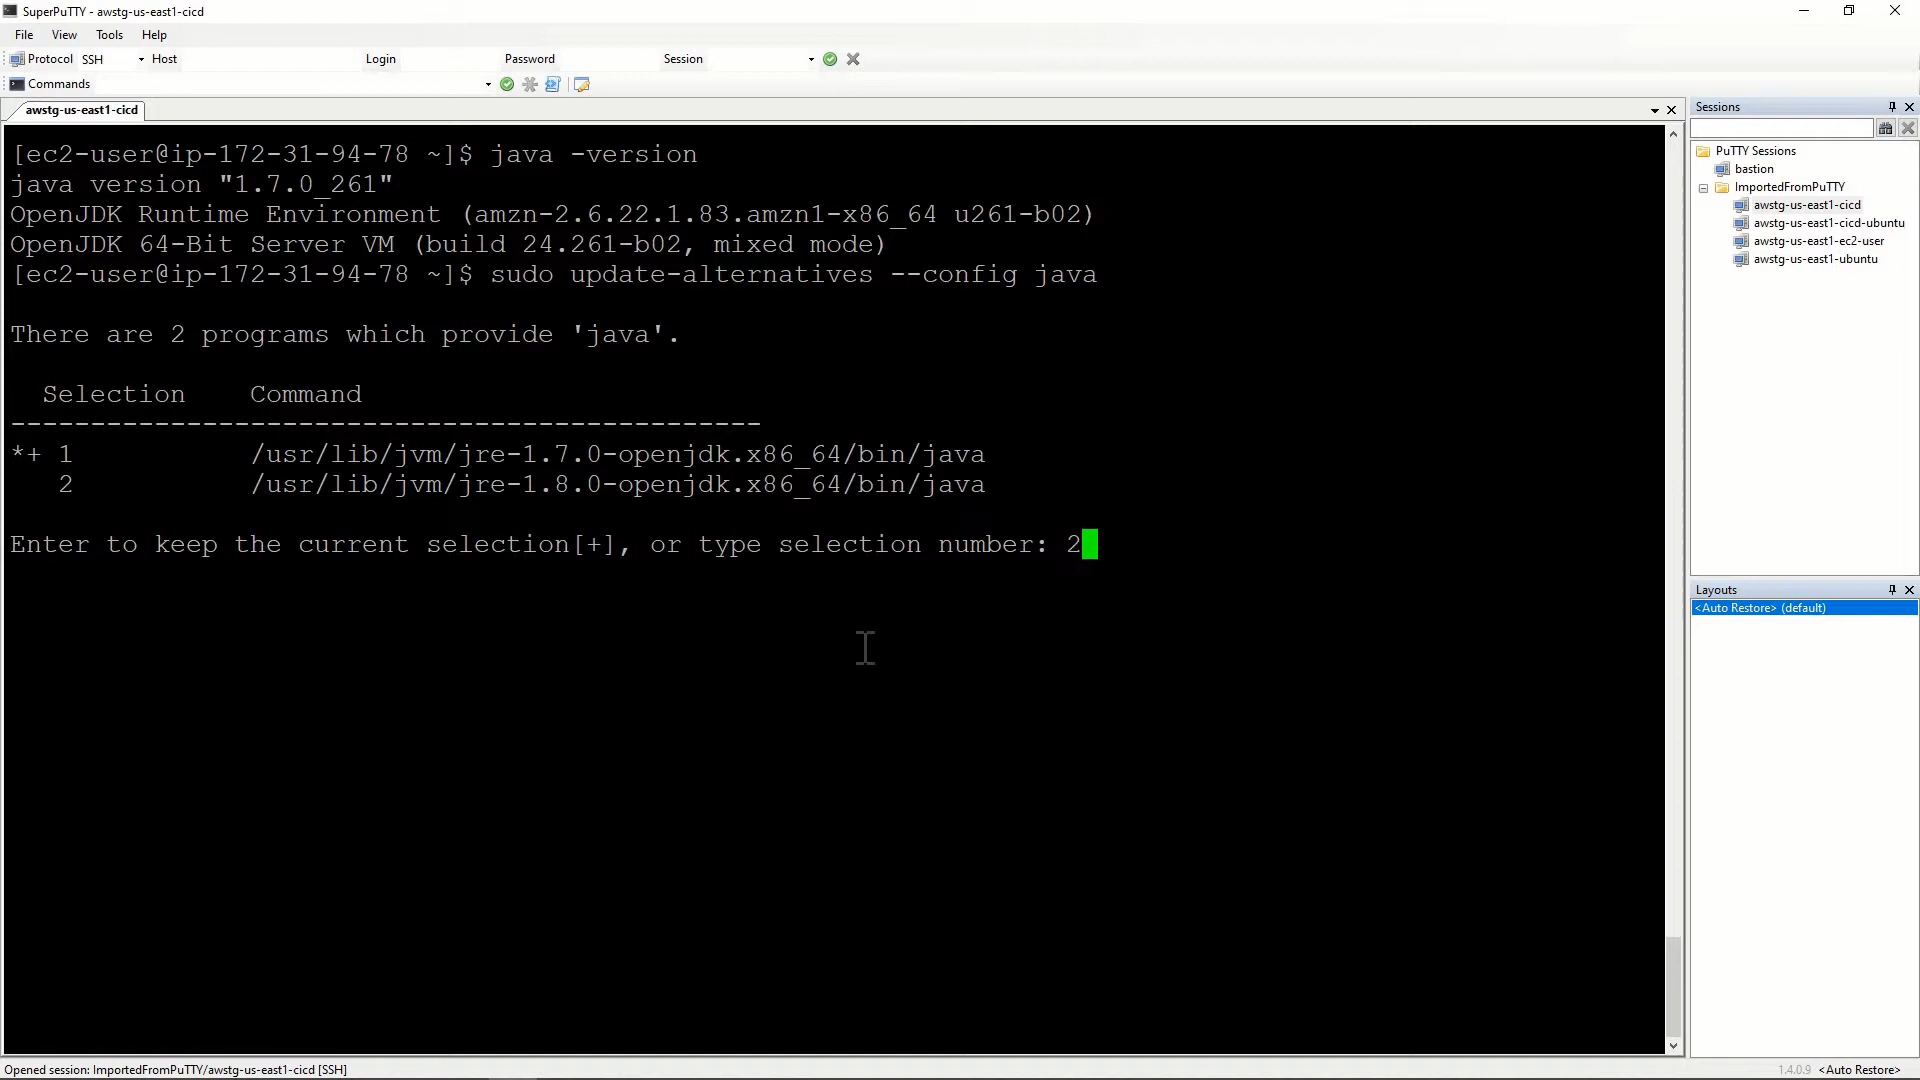 SuperPuTTY - awstg-us-east1-cicd
File View Tools Help
Protocol SSH Host Login Password Session
Commands
awstg-us-east1-cicd
[ec2-user@ip-172-31-94-78 ~]$ java -version
java version "1.7.0_261"
OpenJDK Runtime Environment (amzn-2.6.22.1.83.amzn1-x86_64 u261-b02)
OpenJDK 64-Bit Server VM (build 24.261-b02, mixed mode)
[ec2-user@ip-172-31-94-78 ~]$ sudo update-alternatives --config java
There are 2 programs which provide 'java'.
Selection Command
-----------------------------------------------
*+ 1 /usr/lib/jvm/jre-1.7.0-openjdk.x86_64/bin/java
2 /usr/lib/jvm/jre-1.8.0-openjdk.x86_64/bin/java
Enter to keep the current selection[+], or type selection number: 2
Sessions
PuTTY Sessions
bastion
ImportedFromPuTTY
awstg-us-east1-cicd
awstg-us-east1-cicd-ubuntu
awstg-us-east1-ec2-user
awstg-us-east1-ubuntu
Layouts
<Auto Restore> (default)
Opened session: ImportedFromPuTTY/awstg-us-east1-cicd [SSH]
1.4.0.9 <Auto Restore>